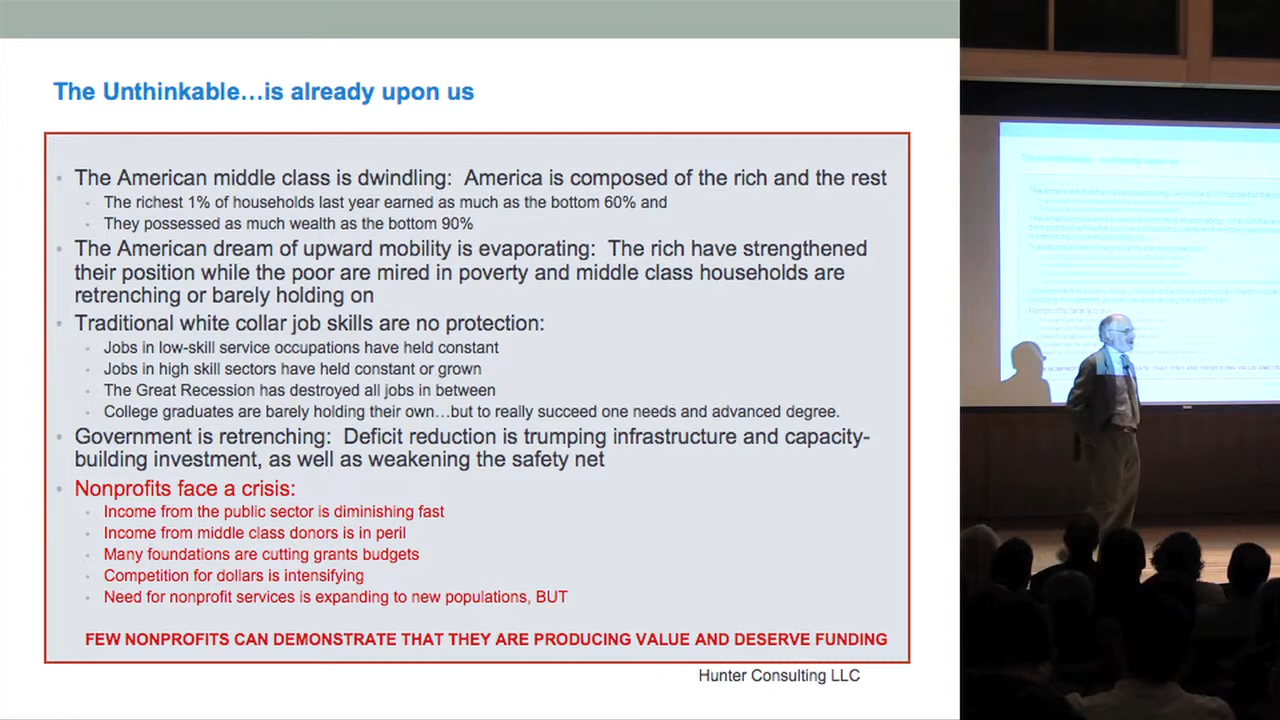 The Unthinkable…is already upon us
The American middle class is dwindling:  America is composed of the rich and the rest
The richest 1% of households last year earned as much as the bottom 60% and
They possessed as much wealth as the bottom 90%
The American dream of upward mobility is evaporating:  The rich have strengthened
their position while the poor are mired in poverty and middle class households are
retrenching or barely holding on
Traditional white collar job skills are no protection:
Jobs in low-skill service occupations have held constant
Jobs in high skill sectors have held constant or grown
The Great Recession has destroyed all jobs in between
College graduates are barely holding their own…but to really succeed one needs and advanced degree.
Government is retrenching:  Deficit reduction is trumping infrastructure and capacity-
building investment, as well as weakening the safety net
Nonprofits face a crisis:
Income from the public sector is diminishing fast
Income from middle class donors is in peril
Many foundations are cutting grants budgets
Competition for dollars is intensifying
Need for nonprofit services is expanding to new populations, BUT
FEW NONPROFITS CAN DEMONSTRATE THAT THEY ARE PRODUCING VALUE AND DESERVE FUNDING
Hunter Consulting LLC